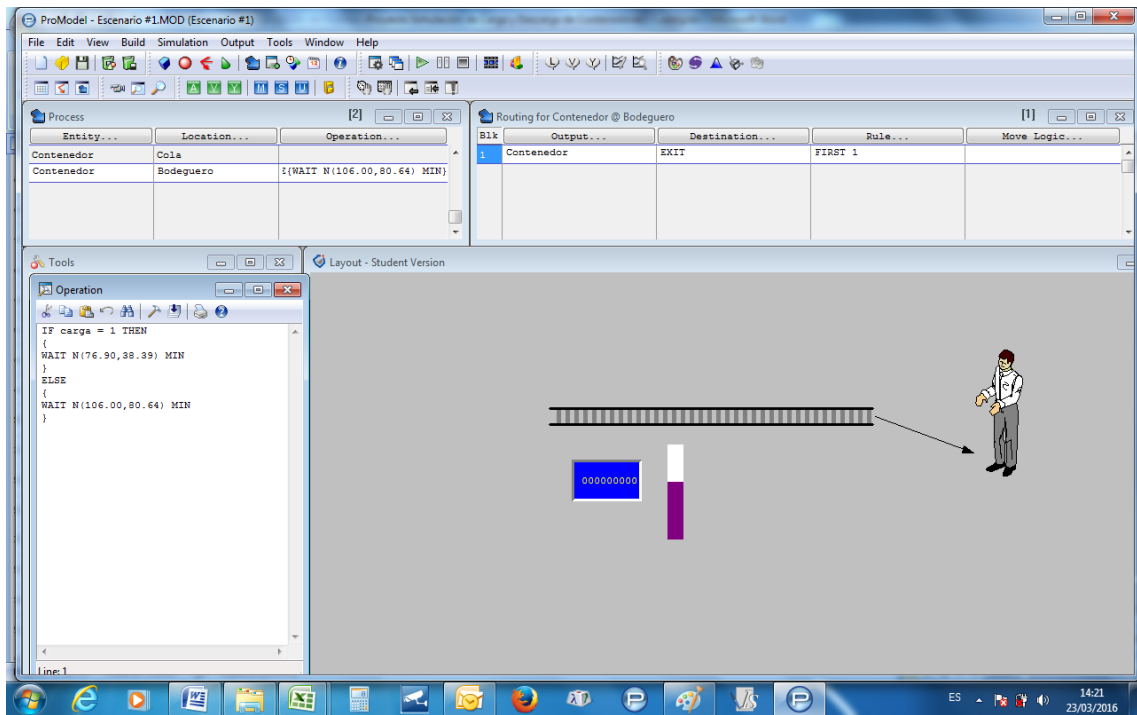 ProModel - Escenario #1.MOD (Escenario #1)
File Edit View Build Simulation Output Tools Window Help
Process [2]
Entity... Location... Operation...
Contenedor Cola
Contenedor Bodeguero {WAIT N(106.00,80.64) MIN}
Routing for Contenedor @ Bodeguero [1]
Blk Output... Destination... Rule... Move Logic...
1 Contenedor EXIT FIRST 1
Tools
Layout - Student Version
Operation
IF carga = 1 THEN
{
WAIT N(76.90,38.39) MIN
}
ELSE
{
WAIT N(106.00,80.64) MIN
}
Line: 1
000000000
ES
14:21
23/03/2016